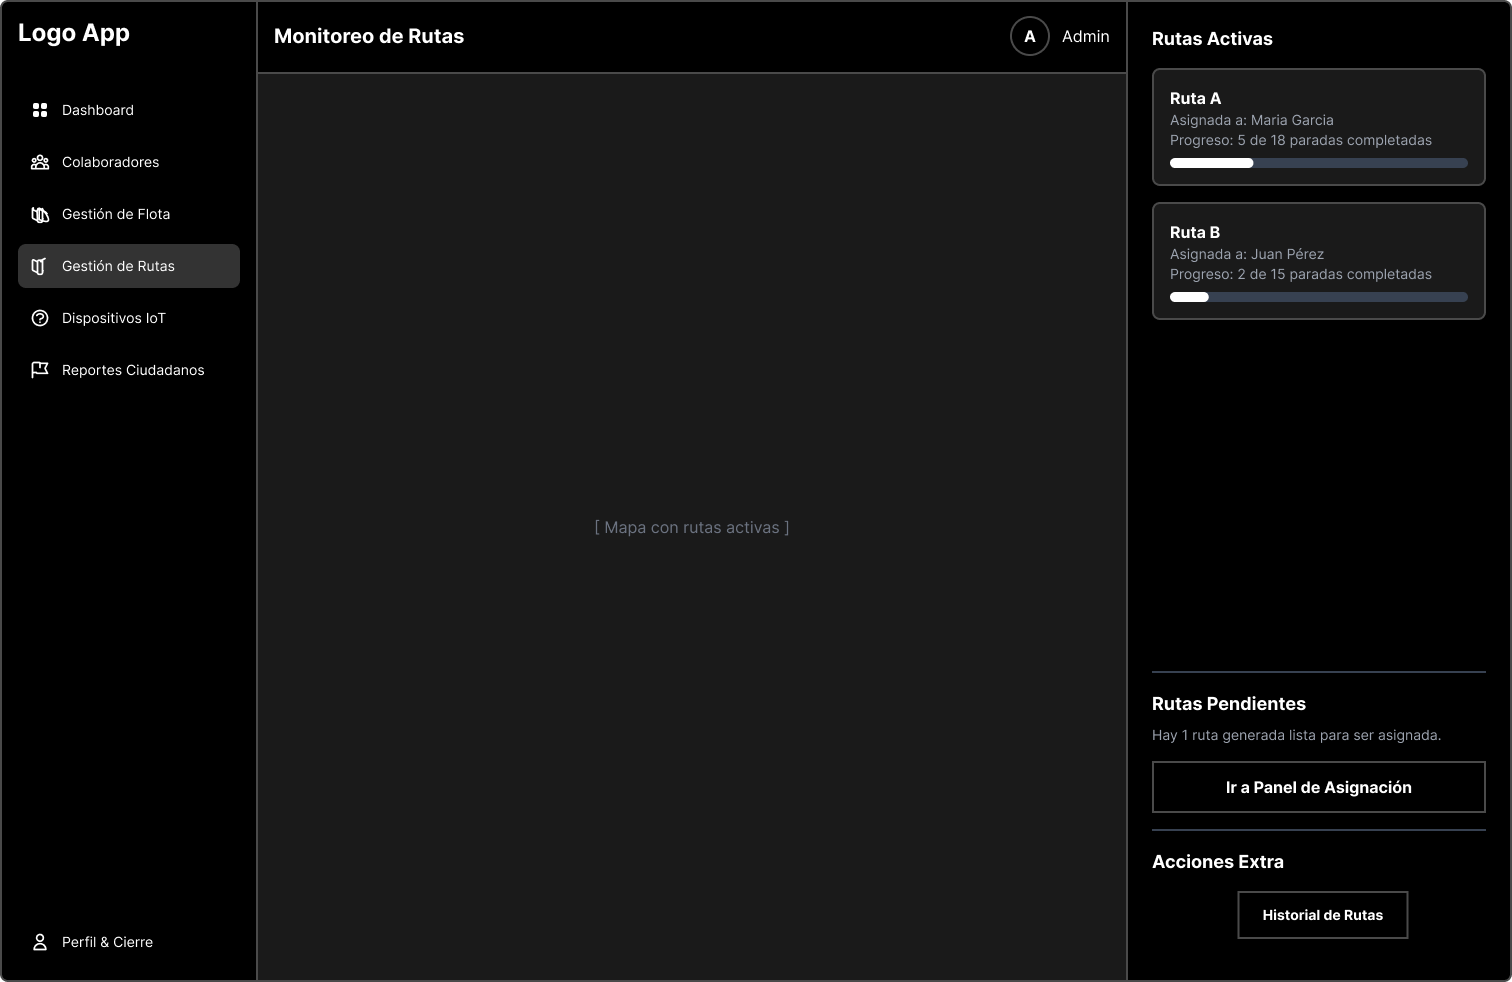 Logo App
Dashboard
Colaboradores
Gestión de Flota
Gestión de Rutas
Dispositivos IoT
Reportes Ciudadanos
Perfil & Cierre
Monitoreo de Rutas
A
Admin
[ Mapa con rutas activas ]
Rutas Activas
Ruta A
Asignada a: Maria Garcia
Progreso: 5 de 18 paradas completadas
Ruta B
Asignada a: Juan Pérez
Progreso: 2 de 15 paradas completadas
Rutas Pendientes
Hay 1 ruta generada lista para ser asignada.
Ir a Panel de Asignación
Acciones Extra
Historial de Rutas